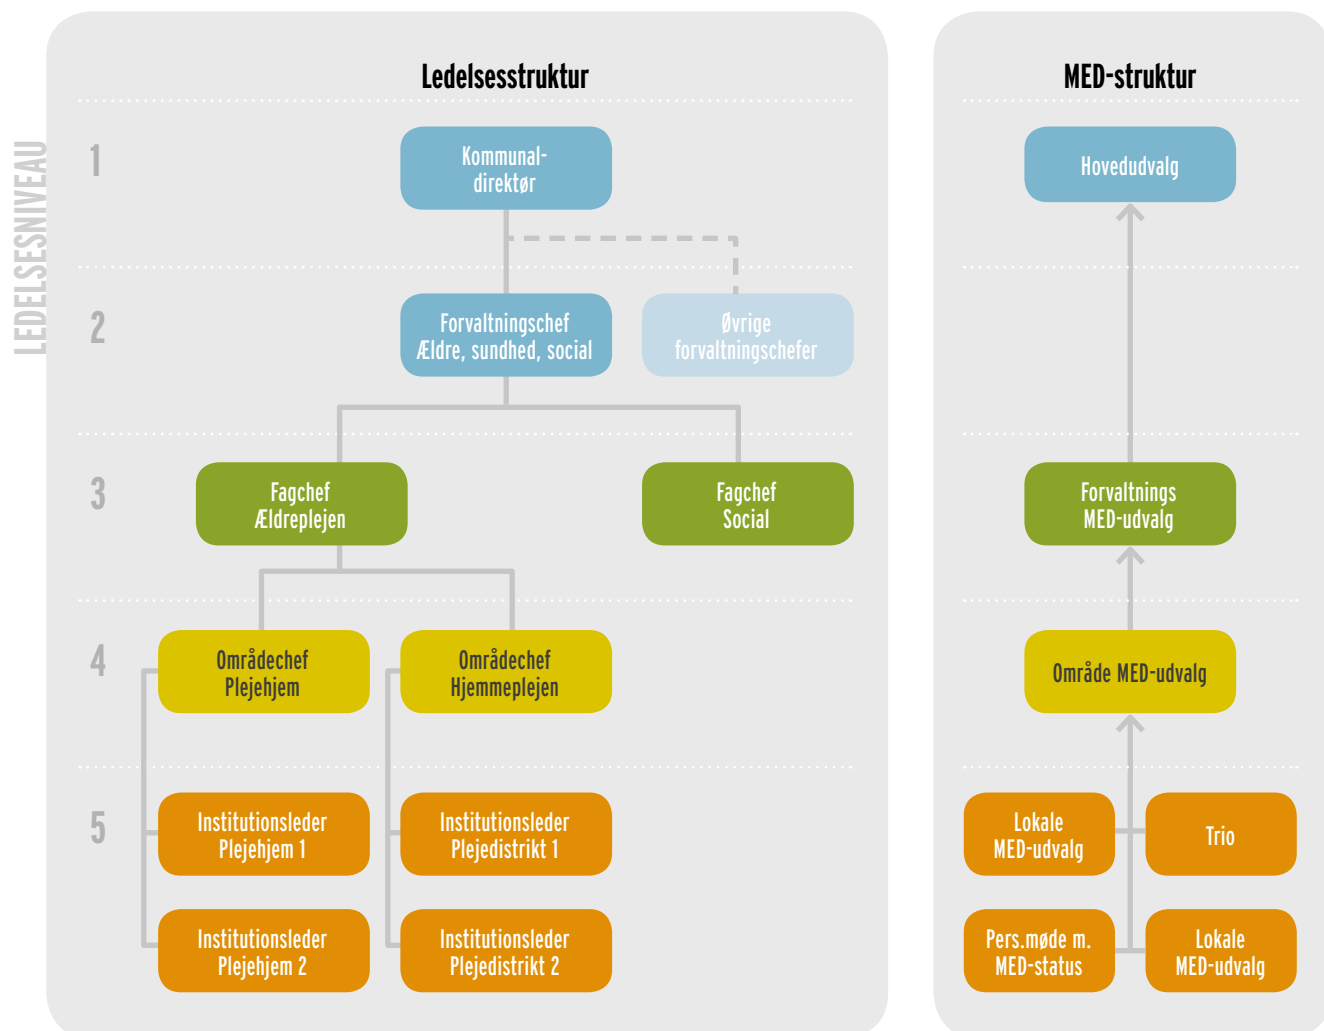 Ledelsesstruktur
MED-struktur
LEDELSESNIVEAU
1
Kommunal-
direktør
Hovedudvalg
2
Forvaltningschef
Ældre, sundhed, social
Øvrige
forvaltningschefer
3
Fagchef
Ældreplejen
Fagchef
Social
Forvaltnings
MED-udvalg
4
Områdechef
Plejehjem
Områdechef
Hjemmeplejen
Område MED-udvalg
5
Institutionsleder
Plejehjem 1
Institutionsleder
Plejedistrikt 1
Lokale
MED-udvalg
Trio
Institutionsleder
Plejehjem 2
Institutionsleder
Plejedistrikt 2
Pers.møde m.
MED-status
Lokale
MED-udvalg